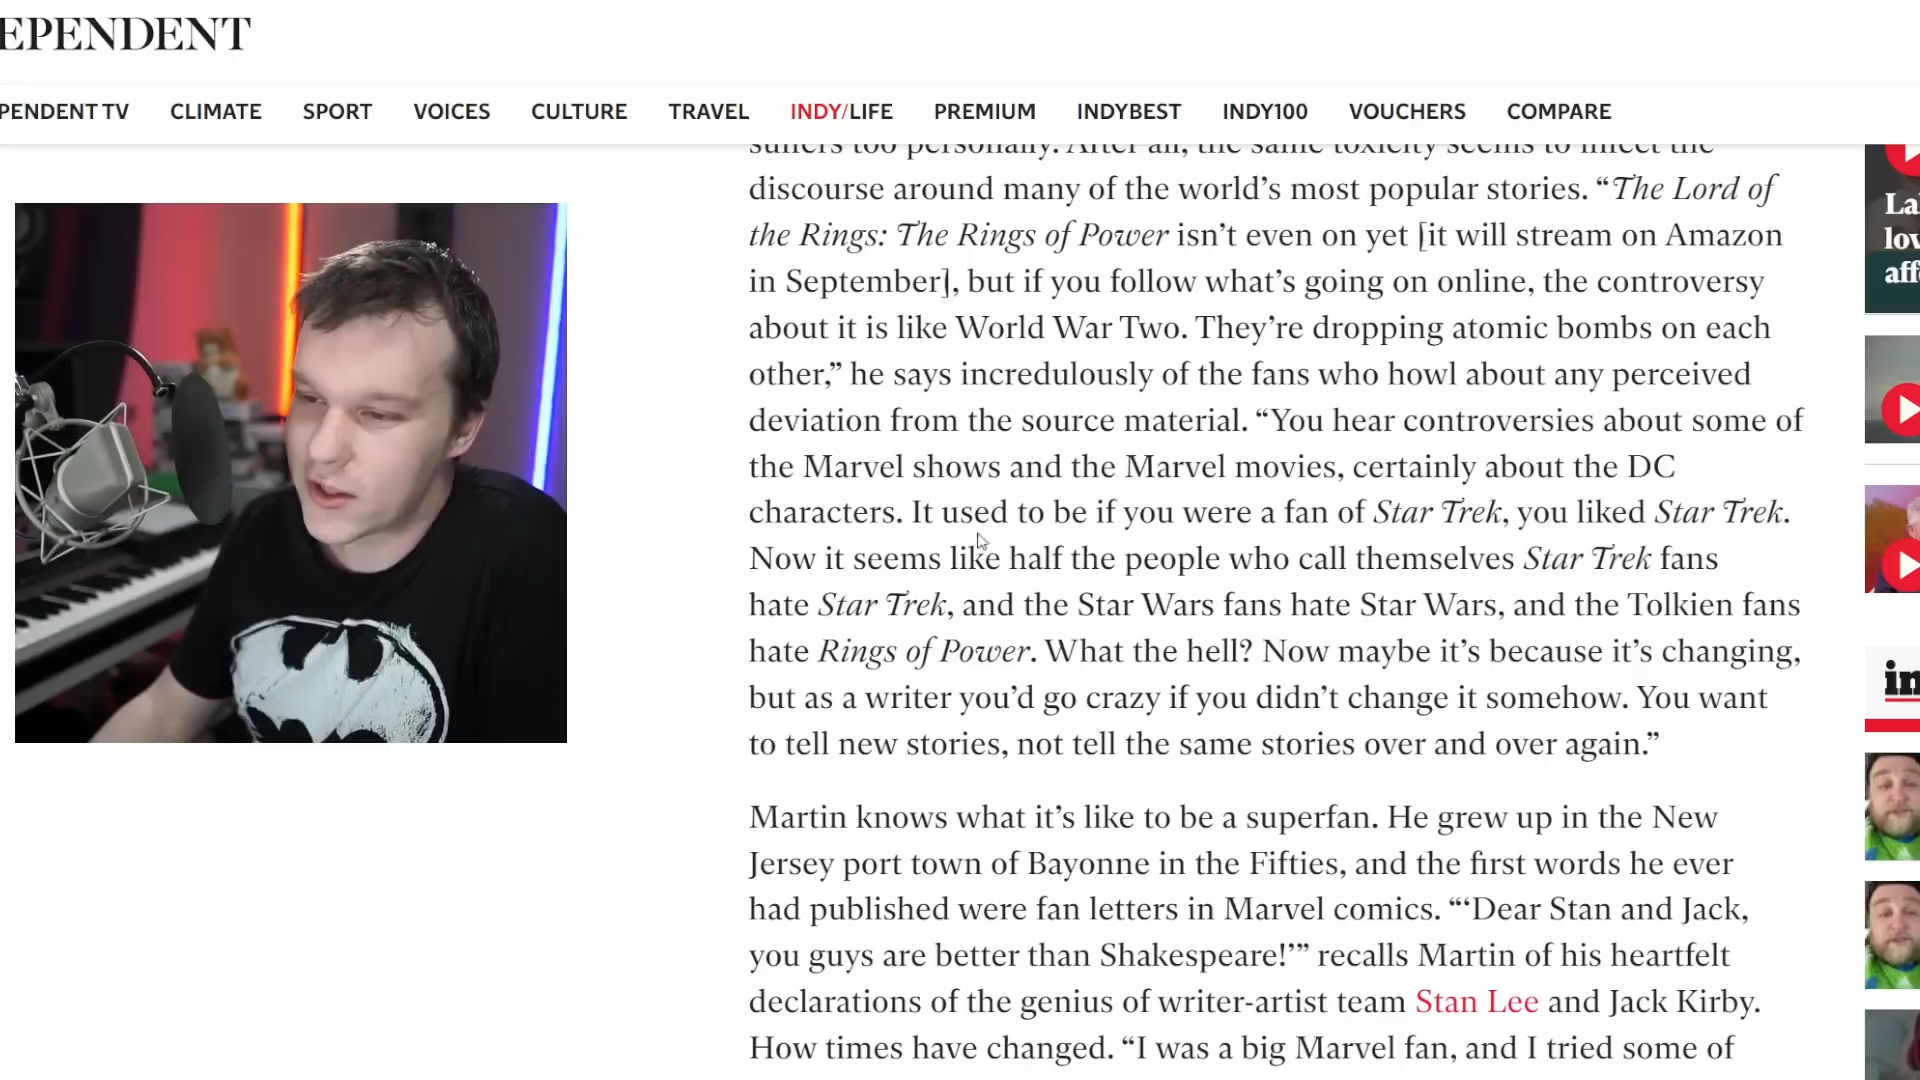 EPENDENT
PENDENT TV CLIMATE SPORT VOICES CULTURE TRAVEL INDY/LIFE PREMIUM INDYBEST INDY100 VOUCHERS COMPARE
suffers too personally. After all, the same toxicity seems to infect the
discourse around many of the world’s most popular stories. “The Lord of
the Rings: The Rings of Power isn’t even on yet [it will stream on Amazon
in September], but if you follow what’s going on online, the controversy
about it is like World War Two. They’re dropping atomic bombs on each
other,” he says incredulously of the fans who howl about any perceived
deviation from the source material. “You hear controversies about some of
the Marvel shows and the Marvel movies, certainly about the DC
characters. It used to be if you were a fan of Star Trek, you liked Star Trek.
Now it seems like half the people who call themselves Star Trek fans
hate Star Trek, and the Star Wars fans hate Star Wars, and the Tolkien fans
hate Rings of Power. What the hell? Now maybe it’s because it’s changing,
but as a writer you’d go crazy if you didn’t change it somehow. You want
to tell new stories, not tell the same stories over and over again.”
Martin knows what it’s like to be a superfan. He grew up in the New
Jersey port town of Bayonne in the Fifties, and the first words he ever
had published were fan letters in Marvel comics. “‘Dear Stan and Jack,
you guys are better than Shakespeare!’” recalls Martin of his heartfelt
declarations of the genius of writer-artist team Stan Lee and Jack Kirby.
How times have changed. “I was a big Marvel fan, and I tried some of
La
lov
affe
in